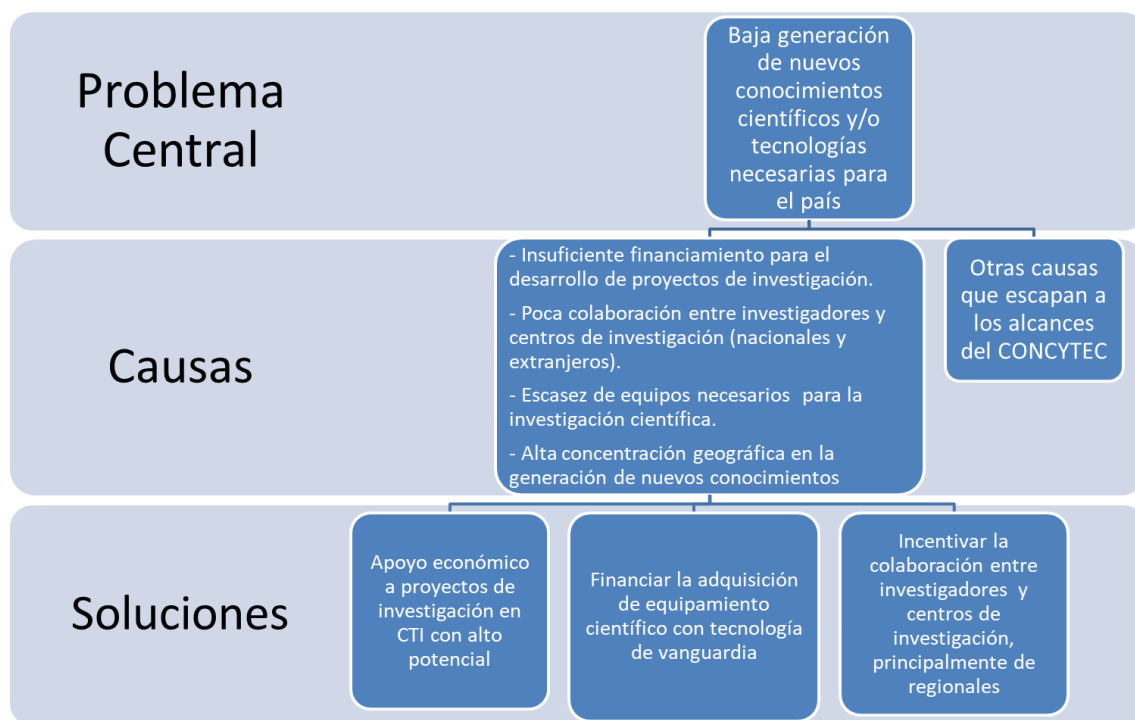 Problema
Central
Baja generación
de nuevos
conocimientos
científicos y/o
tecnologías
necesarias para
el país
Causas
- Insuficiente financiamiento para el
desarrollo de proyectos de investigación.
- Poca colaboración entre investigadores y
centros de investigación (nacionales y
extranjeros).
- Escasez de equipos necesarios para la
investigación científica.
- Alta concentración geográfica en la
generación de nuevos conocimientos
Otras causas
que escapan a
los alcances
del CONCYTEC
Soluciones
Apoyo económico
a proyectos de
investigación en
CTI con alto
potencial
Financiar la adquisición
de equipamiento
científico con tecnología
de vanguardia
Incentivar la
colaboración entre
investigadores y
centros de
investigación,
principalmente de
regionales